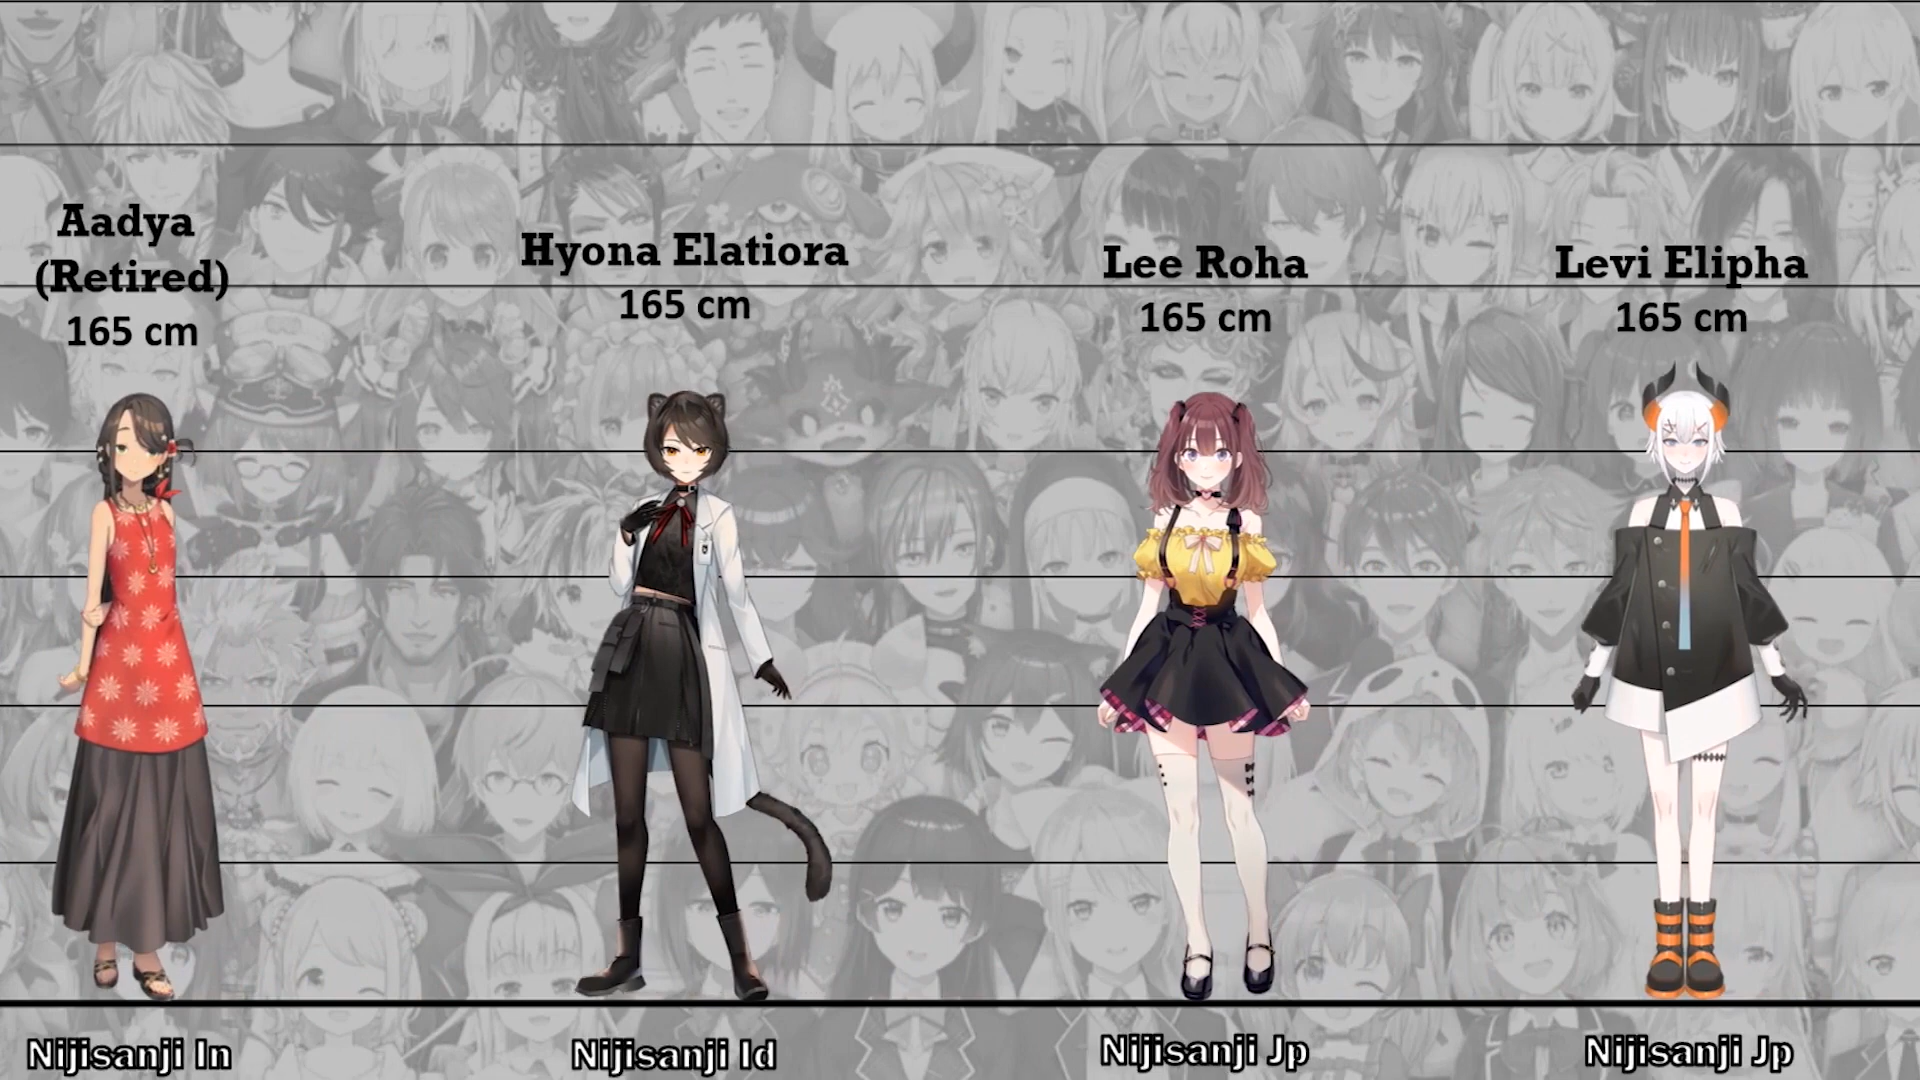 Aadya
(Retired)
165 cm
Hyona Elatiora
165 cm
Lee Roha
165 cm
Levi Elipha
165 cm
Nijisanji In
Nijisanji Id
Nijisanji Jp
Nijisanji Jp